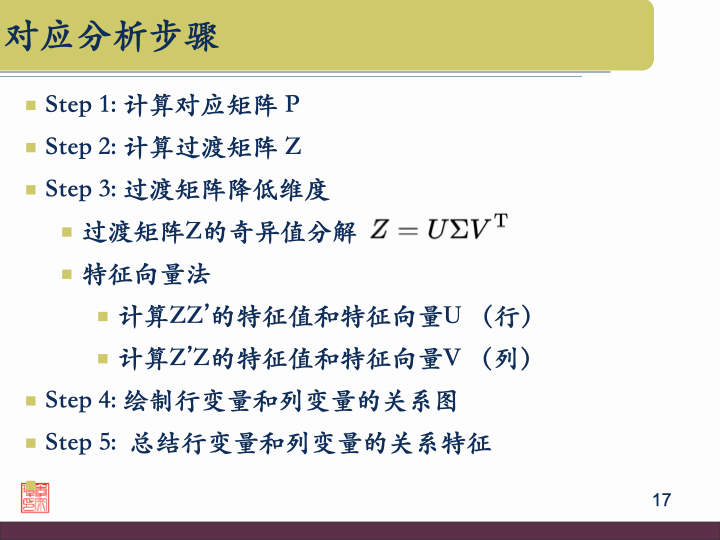 对应分析步骤
Step 1: 计算对应矩阵 P
Step 2: 计算过渡矩阵 Z
Step 3: 过渡矩阵降低维度
过渡矩阵Z的奇异值分解 Z = UΣV^T
特征向量法
计算ZZ’的特征值和特征向量U （行）
计算Z’Z的特征值和特征向量V （列）
Step 4: 绘制行变量和列变量的关系图
Step 5: 总结行变量和列变量的关系特征
17